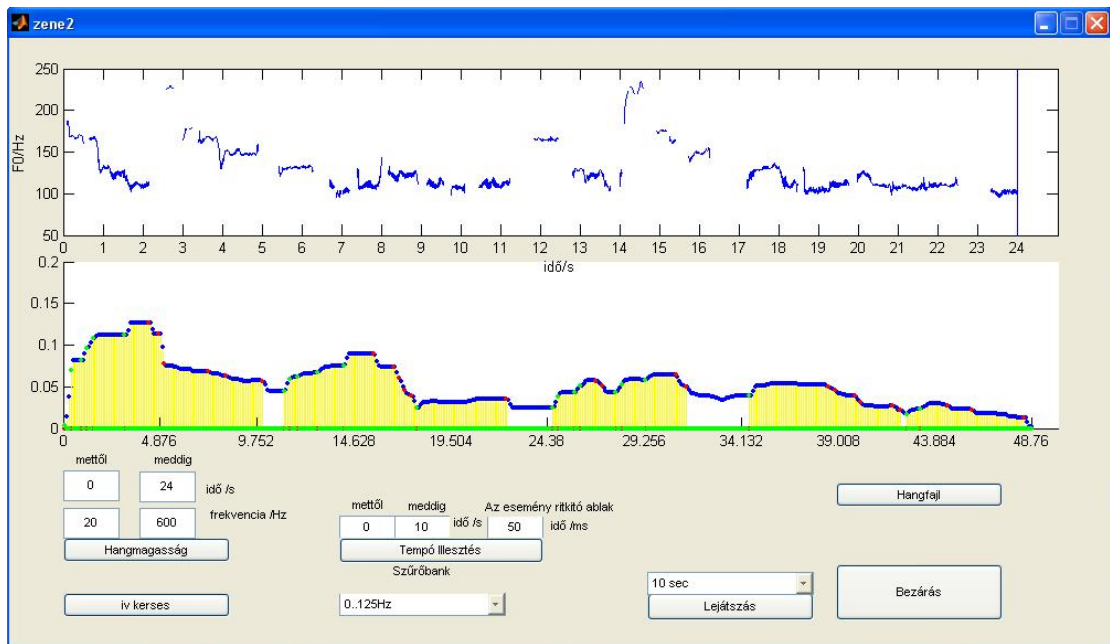 zene2
250
200
150
100
50
F0/Hz
0 1 2 3 4 5 6 7 8 9 10 11 12 13 14 15 16 17 18 19 20 21 22 23 24
idő/s
0.2
0.15
0.1
0.05
0
0 4.876 9.752 14.628 19.504 24.38 29.256 34.132 39.008 43.884 48.76
mettől meddig
0 24 idő /s
20 600 frekvencia /Hz
Hangmagasság
iv kerses
mettől meddig Az esemény ritkitó ablak
0 10 idő /s 50 idő /ms
Tempó Illesztés
Szűrőbank
0..125Hz
10 sec
Lejátszás
Hangfajl
Bezárás